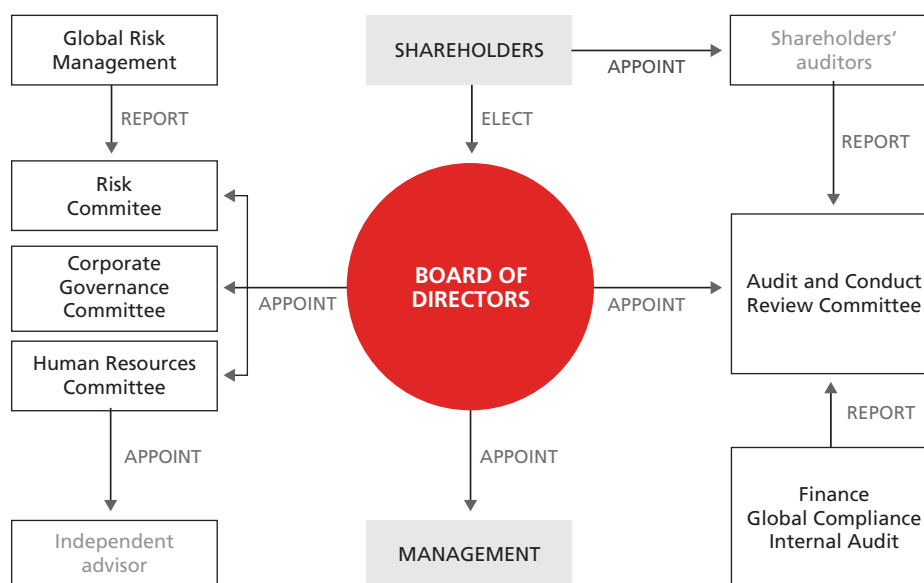 Global Risk
Management
SHAREHOLDERS
APPOINT
Shareholders’
auditors
REPORT
ELECT
REPORT
Risk
Commitee
Corporate
Governance
Committee
APPOINT
BOARD OF
DIRECTORS
APPOINT
Audit and Conduct
Review Committee
Human Resources
Committee
APPOINT
APPOINT
REPORT
Independent
advisor
MANAGEMENT
Finance
Global Compliance
Internal Audit